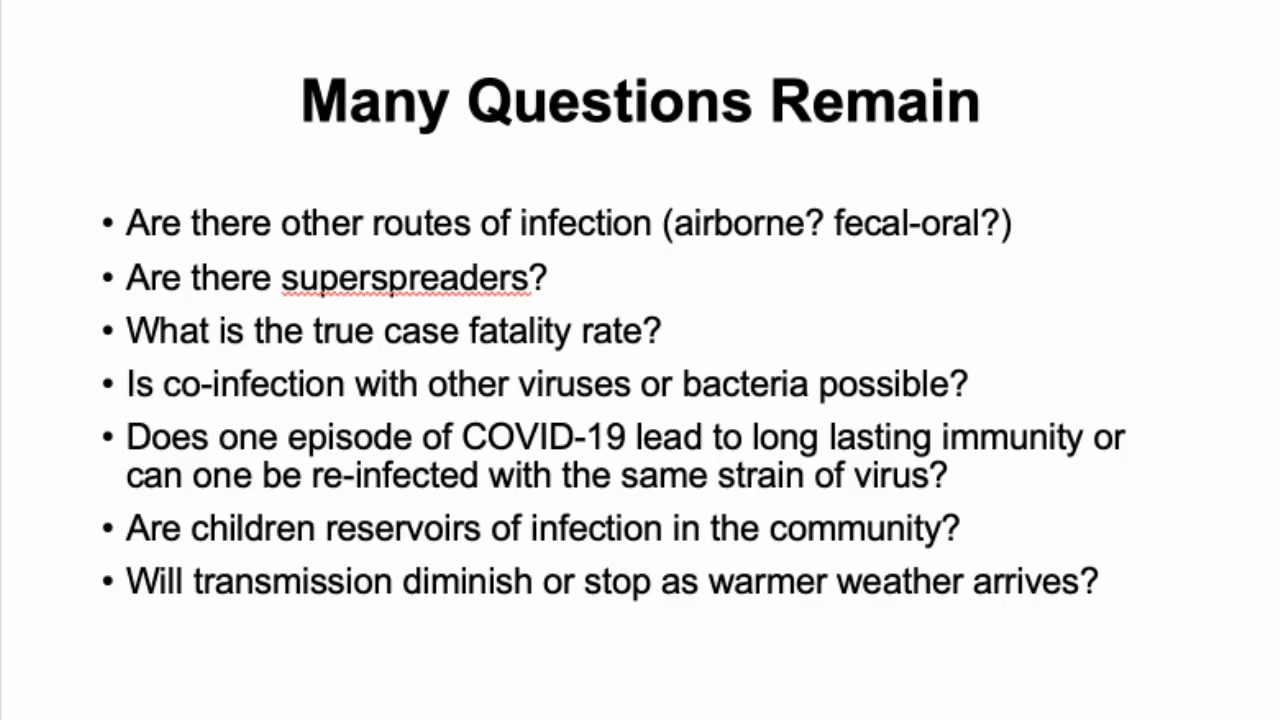 Many Questions Remain
• Are there other routes of infection (airborne? fecal-oral?)
• Are there superspreaders?
• What is the true case fatality rate?
• Is co-infection with other viruses or bacteria possible?
• Does one episode of COVID-19 lead to long lasting immunity or
can one be re-infected with the same strain of virus?
• Are children reservoirs of infection in the community?
• Will transmission diminish or stop as warmer weather arrives?